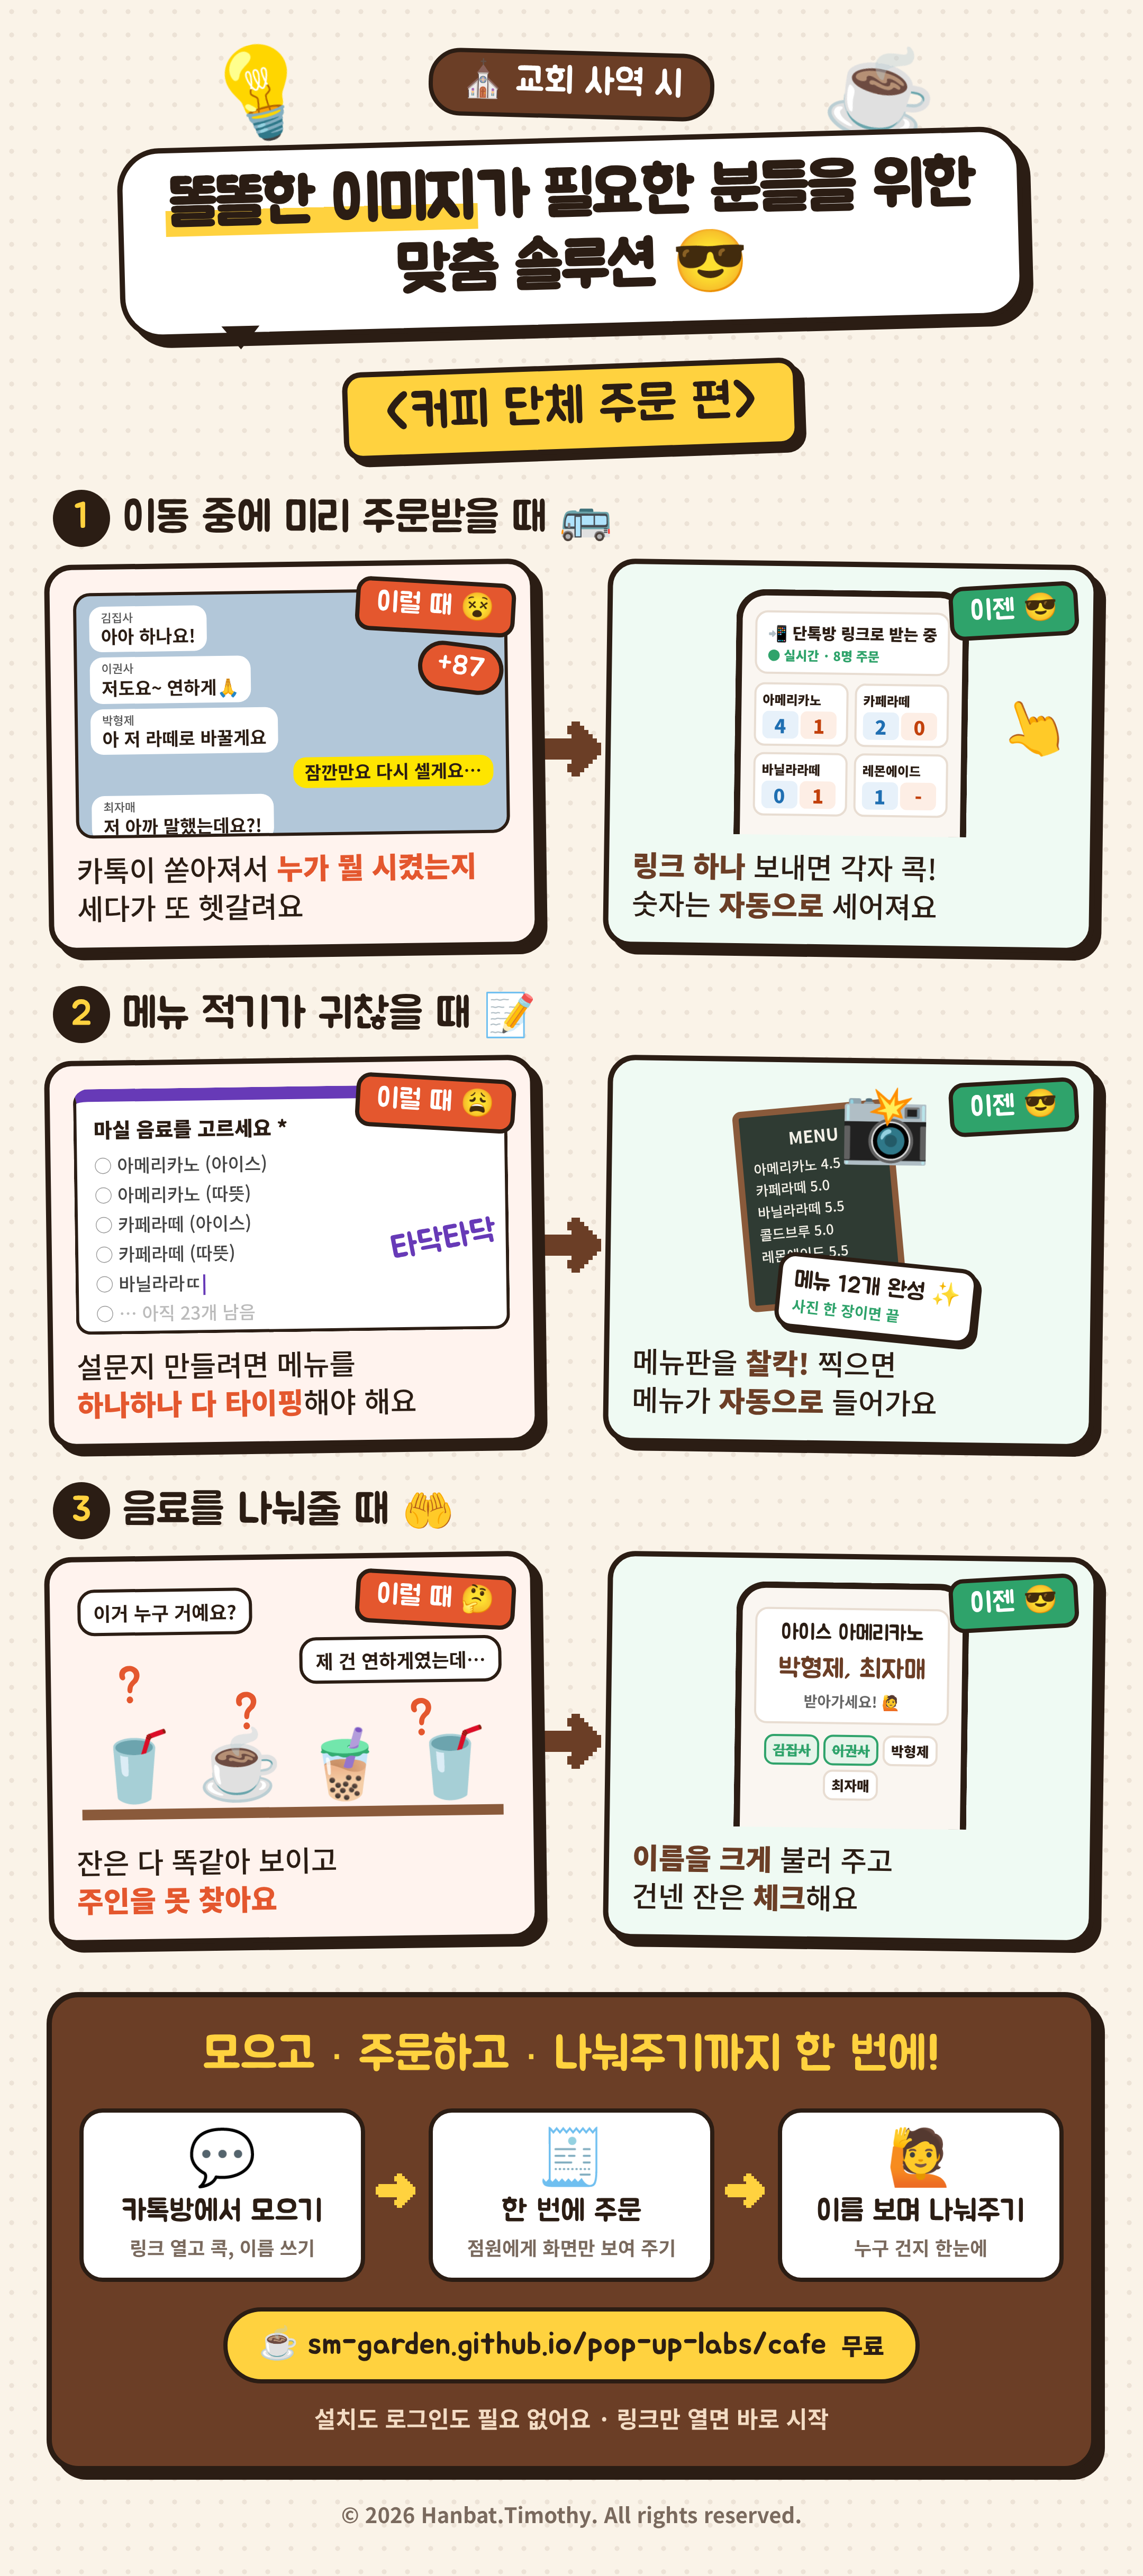 교회 사역 시
똘똘한 이미지가 필요한 분들을 위한
맞춤 솔루션
<커피 단체 주문 편>
1 이동 중에 미리 주문받을 때
이럴 때
김집사
아아 하나요!
+87
이권사
저도요~ 연하게
박형제
아 저 라떼로 바꿀게요
잠깐만요 다시 셀게요…
최자매
저 아까 말했는데요?!
카톡이 쏟아져서 누가 뭘 시켰는지
세다가 또 헷갈려요
이젠
단톡방 링크로 받는 중
실시간 · 8명 주문
아메리카노 카페라떼
4 1 2 0
바닐라라떼 레몬에이드
0 1 1 -
링크 하나 보내면 각자 콕!
숫자는 자동으로 세어져요
2 메뉴 적기가 귀찮을 때
이럴 때
마실 음료를 고르세요 *
아메리카노 (아이스)
아메리카노 (따뜻)
카페라떼 (아이스)
카페라떼 (따뜻)
바닐라라ㄸ
… 아직 23개 남음
타닥타닥
설문지 만들려면 메뉴를
하나하나 다 타이핑해야 해요
이젠
MENU
아메리카노 4.5
카페라떼 5.0
바닐라라떼 5.5
콜드브루 5.0
레몬에이드 5.5
메뉴 12개 완성
사진 한 장이면 끝
메뉴판을 찰칵! 찍으면
메뉴가 자동으로 들어가요
3 음료를 나눠줄 때
이럴 때
이거 누구 거예요?
제 건 연하게였는데…
? ? ?
잔은 다 똑같아 보이고
주인을 못 찾아요
이젠
아이스 아메리카노
박형제, 최자매
받아가세요!
김집사 이권사 박형제
최자매
이름을 크게 불러 주고
건넨 잔은 체크해요
모으고 · 주문하고 · 나눠주기까지 한 번에!
카톡방에서 모으기
링크 열고 콕, 이름 쓰기
한 번에 주문
점원에게 화면만 보여 주기
이름 보며 나눠주기
누구 건지 한눈에
sm-garden.github.io/pop-up-labs/cafe 무료
설치도 로그인도 필요 없어요 · 링크만 열면 바로 시작
© 2026 Hanbat.Timothy. All rights reserved.